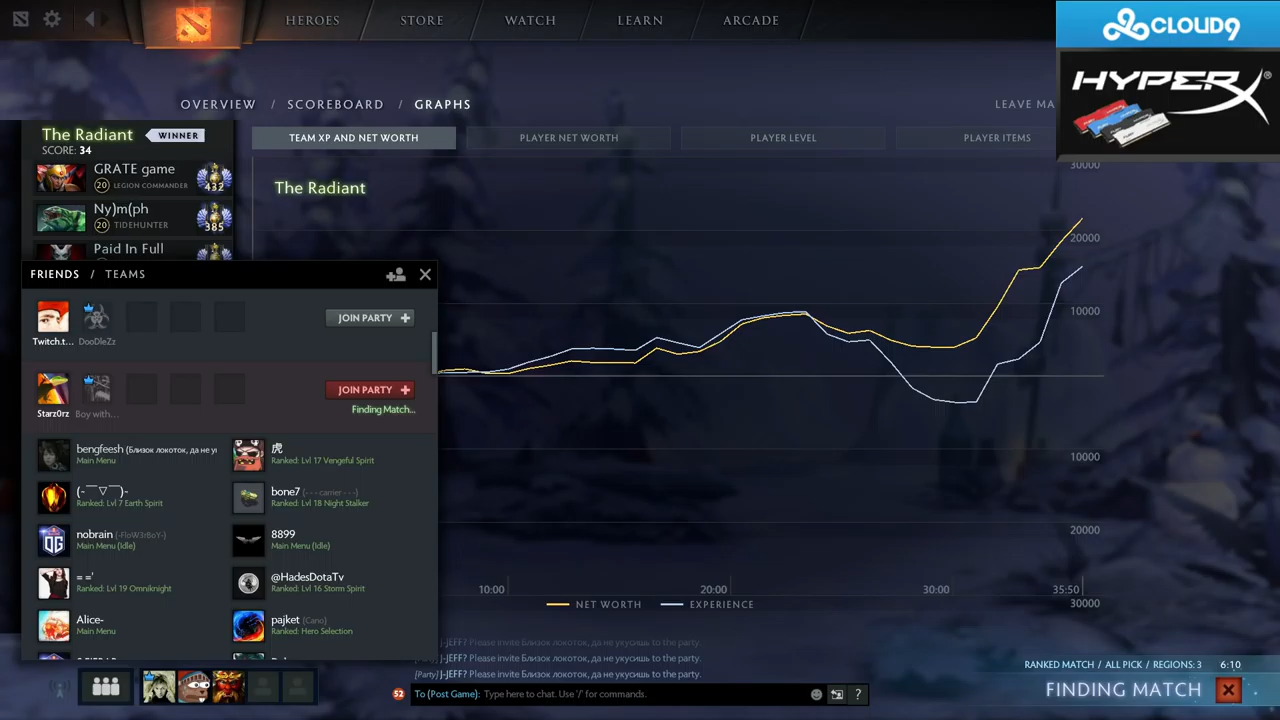 HEROES
STORE
WATCH
LEARN
ARCADE
CLOUD9
HYPERX®
OVERVIEW / SCOREBOARD / GRAPHS
LEAVE MA
The Radiant WINNER
SCORE: 34
TEAM XP AND NET WORTH
PLAYER NET WORTH
PLAYER LEVEL
PLAYER ITEMS
GRATE game
20 LEGION COMMANDER
432
Ny)m(ph
20 TIDEHUNTER
385
Paid In Full
The Radiant
30000
20000
10000
10000
20000
30000
10:00
20:00
30:00
35:50
NET WORTH
EXPERIENCE
FRIENDS / TEAMS
Twitch.t...
DooDleZz
JOIN PARTY +
Starz0rz
Boy with...
JOIN PARTY +
Finding Match...
bengfeesh (Близок локоток, да не у
Main Menu
虎
Ranked: Lvl 17 Vengeful Spirit
(-￣▽￣)-
Ranked: Lvl 7 Earth Spirit
bone7 (- - - carrier - - -)
Ranked: Lvl 18 Night Stalker
nobrain (-FloW3rBoY-)
Main Menu (Idle)
8899
Main Menu (Idle)
= ='
Ranked: Lvl 19 Omniknight
@HadesDotaTv
Ranked: Lvl 16 Storm Spirit
Alice-
Main Menu
pajket (Cano)
Ranked: Hero Selection
[Party] J-JEFF? Please invite Близок локоток, да не укусишь to the party.
[Party] J-JEFF? Please invite Близок локоток, да не укусишь to the party.
[Party] J-JEFF? Please invite Близок локоток, да не укусишь to the party.
52
To (Post Game): Type here to chat. Use '/' for commands.
?
RANKED MATCH / ALL PICK / REGIONS: 3 6:10
FINDING MATCH